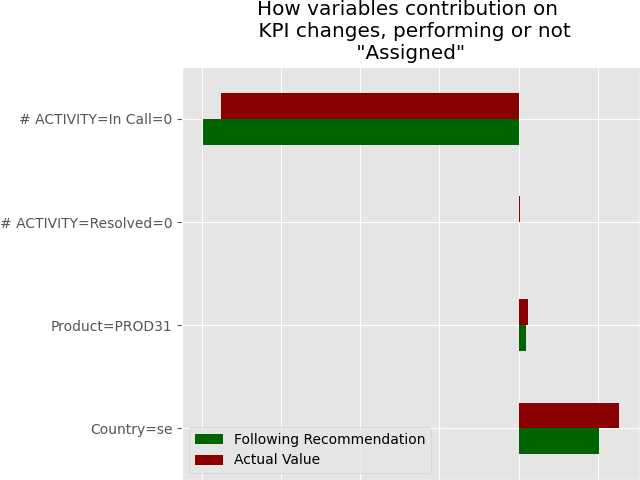 How variables contribution on
KPI changes, performing or not
"Assigned"
# ACTIVITY=In Call=0
# ACTIVITY=Resolved=0
Product=PROD31
Country=se
Following Recommendation
Actual Value